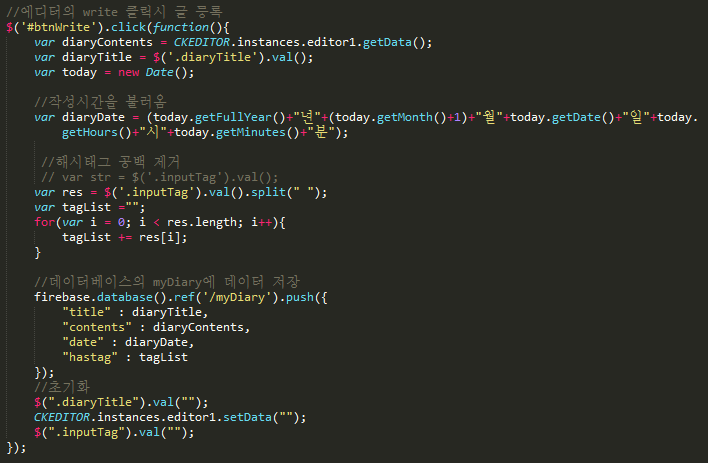 //에디터의 write 클릭시 글 등록
$('#btnWrite').click(function(){
var diaryContents = CKEDITOR.instances.editor1.getData();
var diaryTitle = $('.diaryTitle').val();
var today = new Date();
//작성시간을 불러옴
var diaryDate = (today.getFullYear()+"년"+(today.getMonth()+1)+"월"+today.getDate()+"일"+today.
getHours()+"시"+today.getMinutes()+"분");
//해시태그 공백 제거
// var str = $('.inputTag').val();
var res = $('.inputTag').val().split(" ");
var tagList ="";
for(var i = 0; i < res.length; i++){
tagList += res[i];
}
//데이터베이스의 myDiary에 데이터 저장
firebase.database().ref('/myDiary').push({
"title" : diaryTitle,
"contents" : diaryContents,
"date" : diaryDate,
"hastag" : tagList
});
//초기화
$(".diaryTitle").val("");
CKEDITOR.instances.editor1.setData("");
$(".inputTag").val("");
});